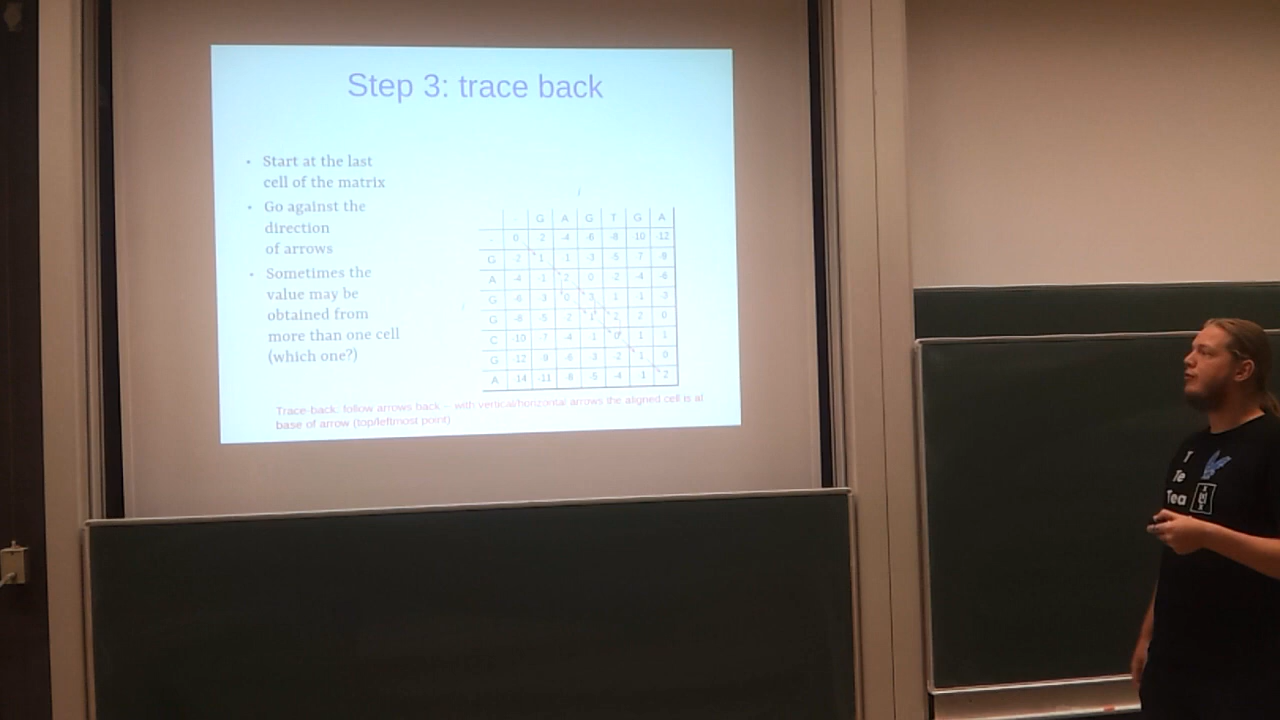 Step 3: trace back
• Start at the last
cell of the matrix
• Go against the
direction
of arrows
• Sometimes the
value may be
obtained from
more than one cell
(which one?)
i
- G A G T G A
- 0 2 -4 -6 -8 10 -12
G -2 1 1 -3 -5 7 -9
A -4 -1 2 0 -2 -4 -6
G -6 -3 0 3 1 1 -3
G -8 -5 -2 1 2 2 0
C -10 -7 -4 1 0 1 1
G -12 9 -6 -3 -2 1 0
A 14 -11 -8 -5 -4 1 2
Trace-back: follow arrows back – with vertical/horizontal arrows the aligned cell is at
base of arrow (top/leftmost point)
Y
Te
Tea